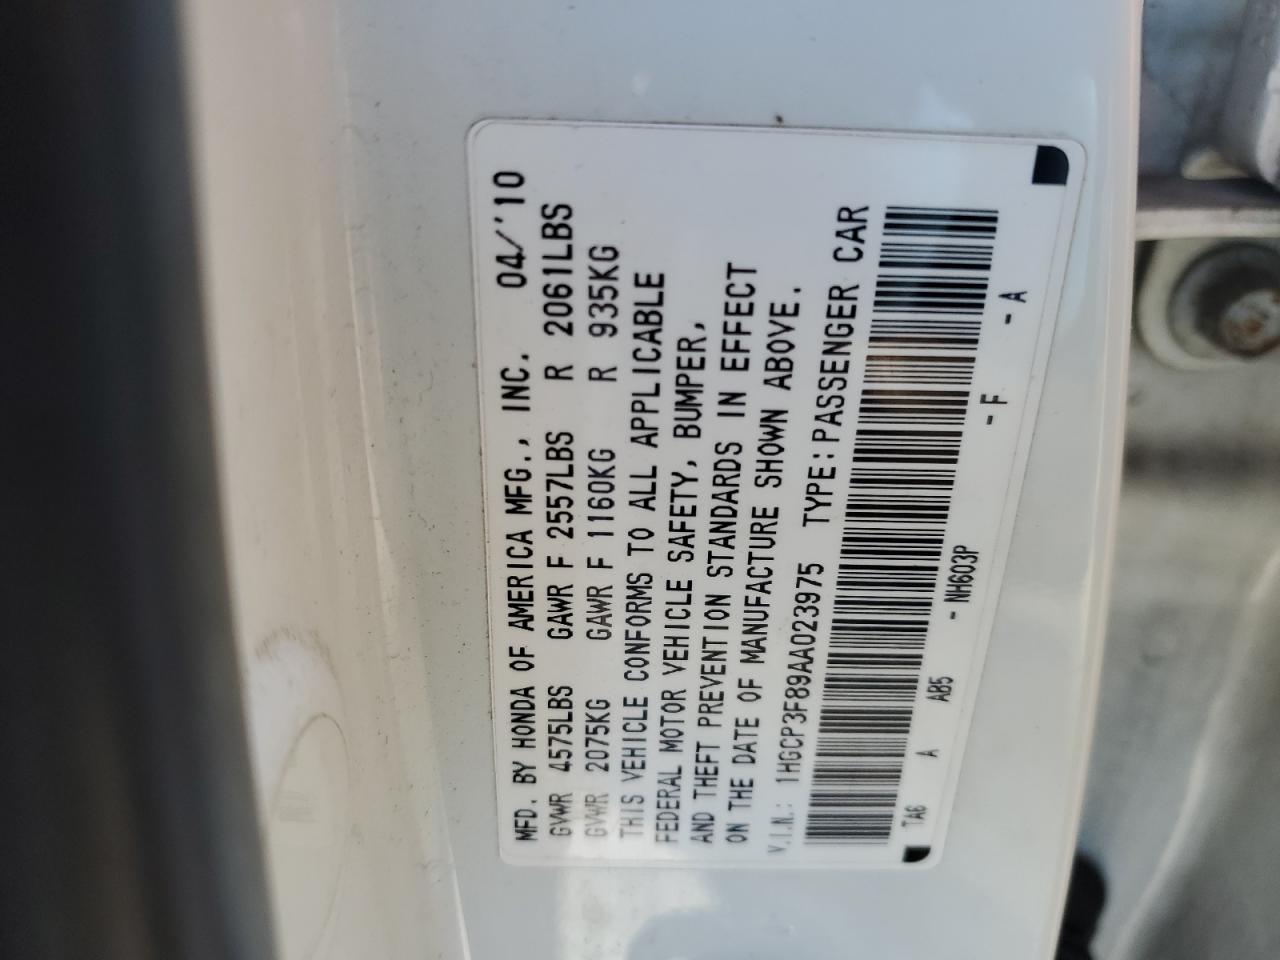 MFD. BY HONDA OF AMERICA MFG., INC. 04/'10
GVWR 4575LBS GAWR F 2557LBS R 2061LBS
GVWR 2075KG GAWR F 1160KG R 935KG
THIS VEHICLE CONFORMS TO ALL APPLICABLE
FEDERAL MOTOR VEHICLE SAFETY, BUMPER,
AND THEFT PREVENTION STANDARDS IN EFFECT
ON THE DATE OF MANUFACTURE SHOWN ABOVE.
V.I.N.: 1HGCP3F89AA023975 TYPE:PASSENGER CAR
TA6 A AB5 - NH603P - F - A